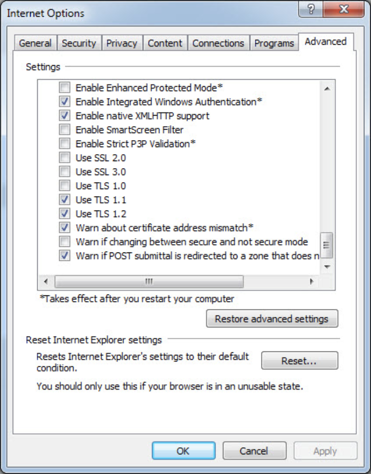 Internet Options
General
Security
Privacy
Content
Connections
Programs
Advanced
Settings
Enable Enhanced Protected Mode*
Enable Integrated Windows Authentication*
Enable native XMLHTTP support
Enable SmartScreen Filter
Enable Strict P3P Validation*
Use SSL 2.0
Use SSL 3.0
Use TLS 1.0
Use TLS 1.1
Use TLS 1.2
Warn about certificate address mismatch*
Warn if changing between secure and not secure mode
Warn if POST submittal is redirected to a zone that does n
*Takes effect after you restart your computer
Restore advanced settings
Reset Internet Explorer settings
Resets Internet Explorer's settings to their default
condition.
Reset...
You should only use this if your browser is in an unusable state.
OK
Cancel
Apply